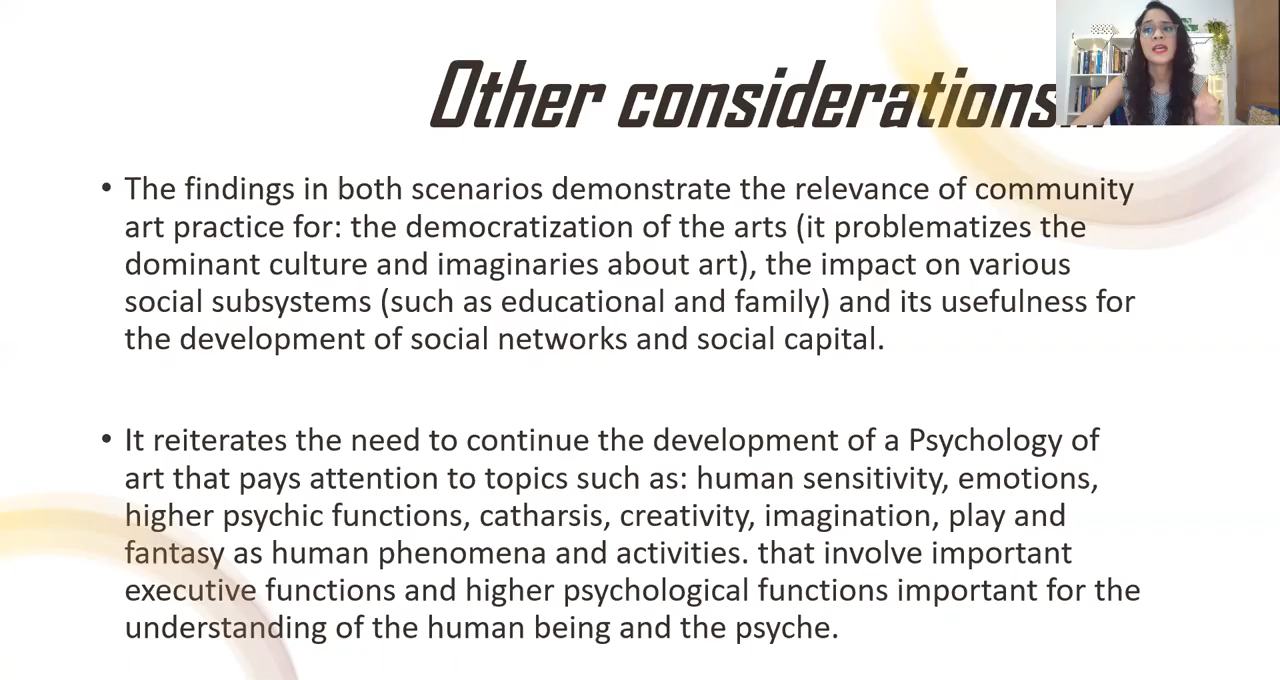 Other considerations...
• The findings in both scenarios demonstrate the relevance of community
art practice for: the democratization of the arts (it problematizes the
dominant culture and imaginaries about art), the impact on various
social subsystems (such as educational and family) and its usefulness for
the development of social networks and social capital.
• It reiterates the need to continue the development of a Psychology of
art that pays attention to topics such as: human sensitivity, emotions,
higher psychic functions, catharsis, creativity, imagination, play and
fantasy as human phenomena and activities. that involve important
executive functions and higher psychological functions important for the
understanding of the human being and the psyche.